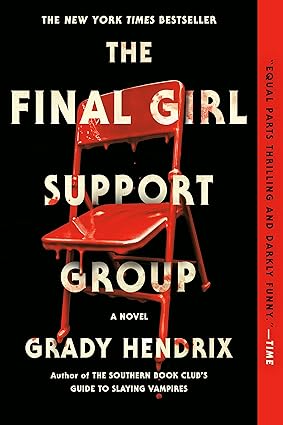 THE NEW YORK TIMES BESTSELLER
THE
FINAL GIRL
SUPPORT
GROUP
A NOVEL
GRADY HENDRIX
Author of THE SOUTHERN BOOK CLUB'S
GUIDE TO SLAYING VAMPIRES
"EQUAL PARTS THRILLING AND DARKLY FUNNY."—TIME